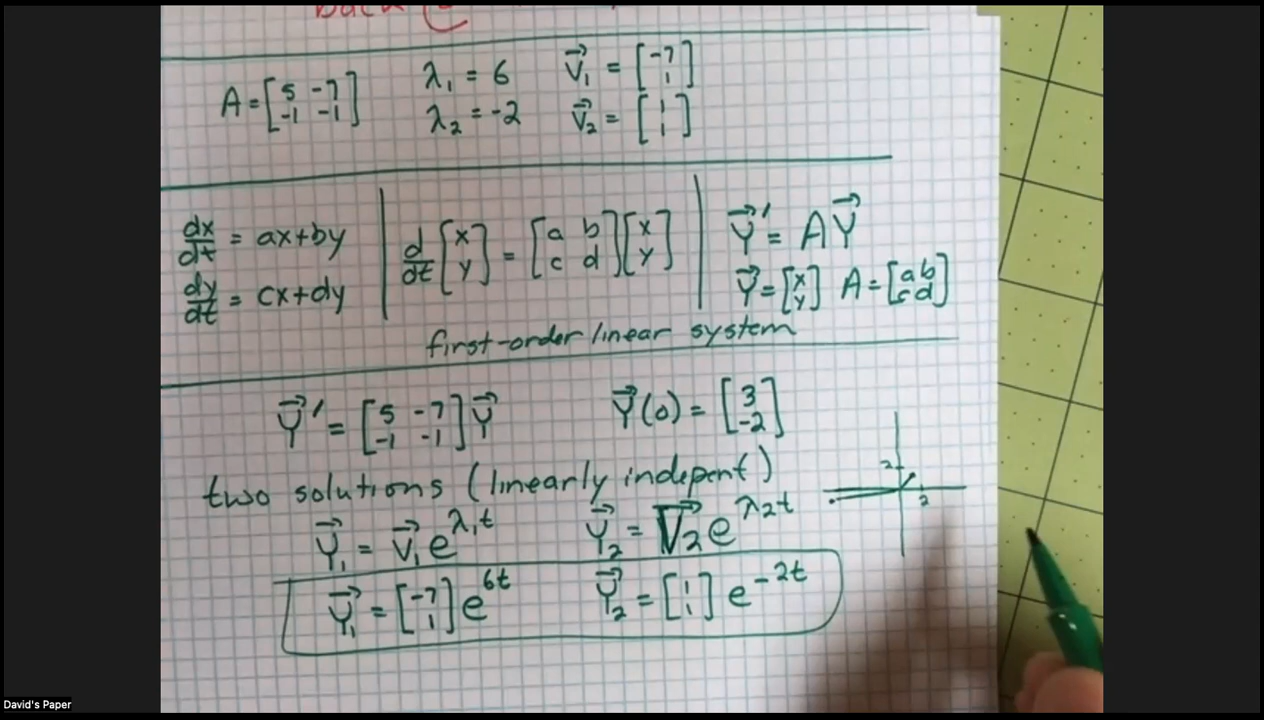 A = [5 -7; -1 -1]   λ₁ = 6   v⃗₁ = [-7; 1]
λ₂ = -2   v⃗₂ = [1; 1]
dx/dt = ax+by | d/dt [x; y] = [a b; c d][x; y] | Y⃗' = AY⃗
dy/dt = cx+dy   Y⃗ = [x; y]   A = [a b; c d]
first-order linear system
Y⃗' = [5 -7; -1 -1] Y⃗   Y⃗(0) = [3; -2]
two solutions (linearly indepent)
2
2
Y⃗₁ = v⃗₁e^λ₁t   Y⃗₂ = V⃗₂e^λ₂t
Y⃗₁ = [-7; 1] e^6t   Y⃗₂ = [1; 1] e^-2t
David's Paper